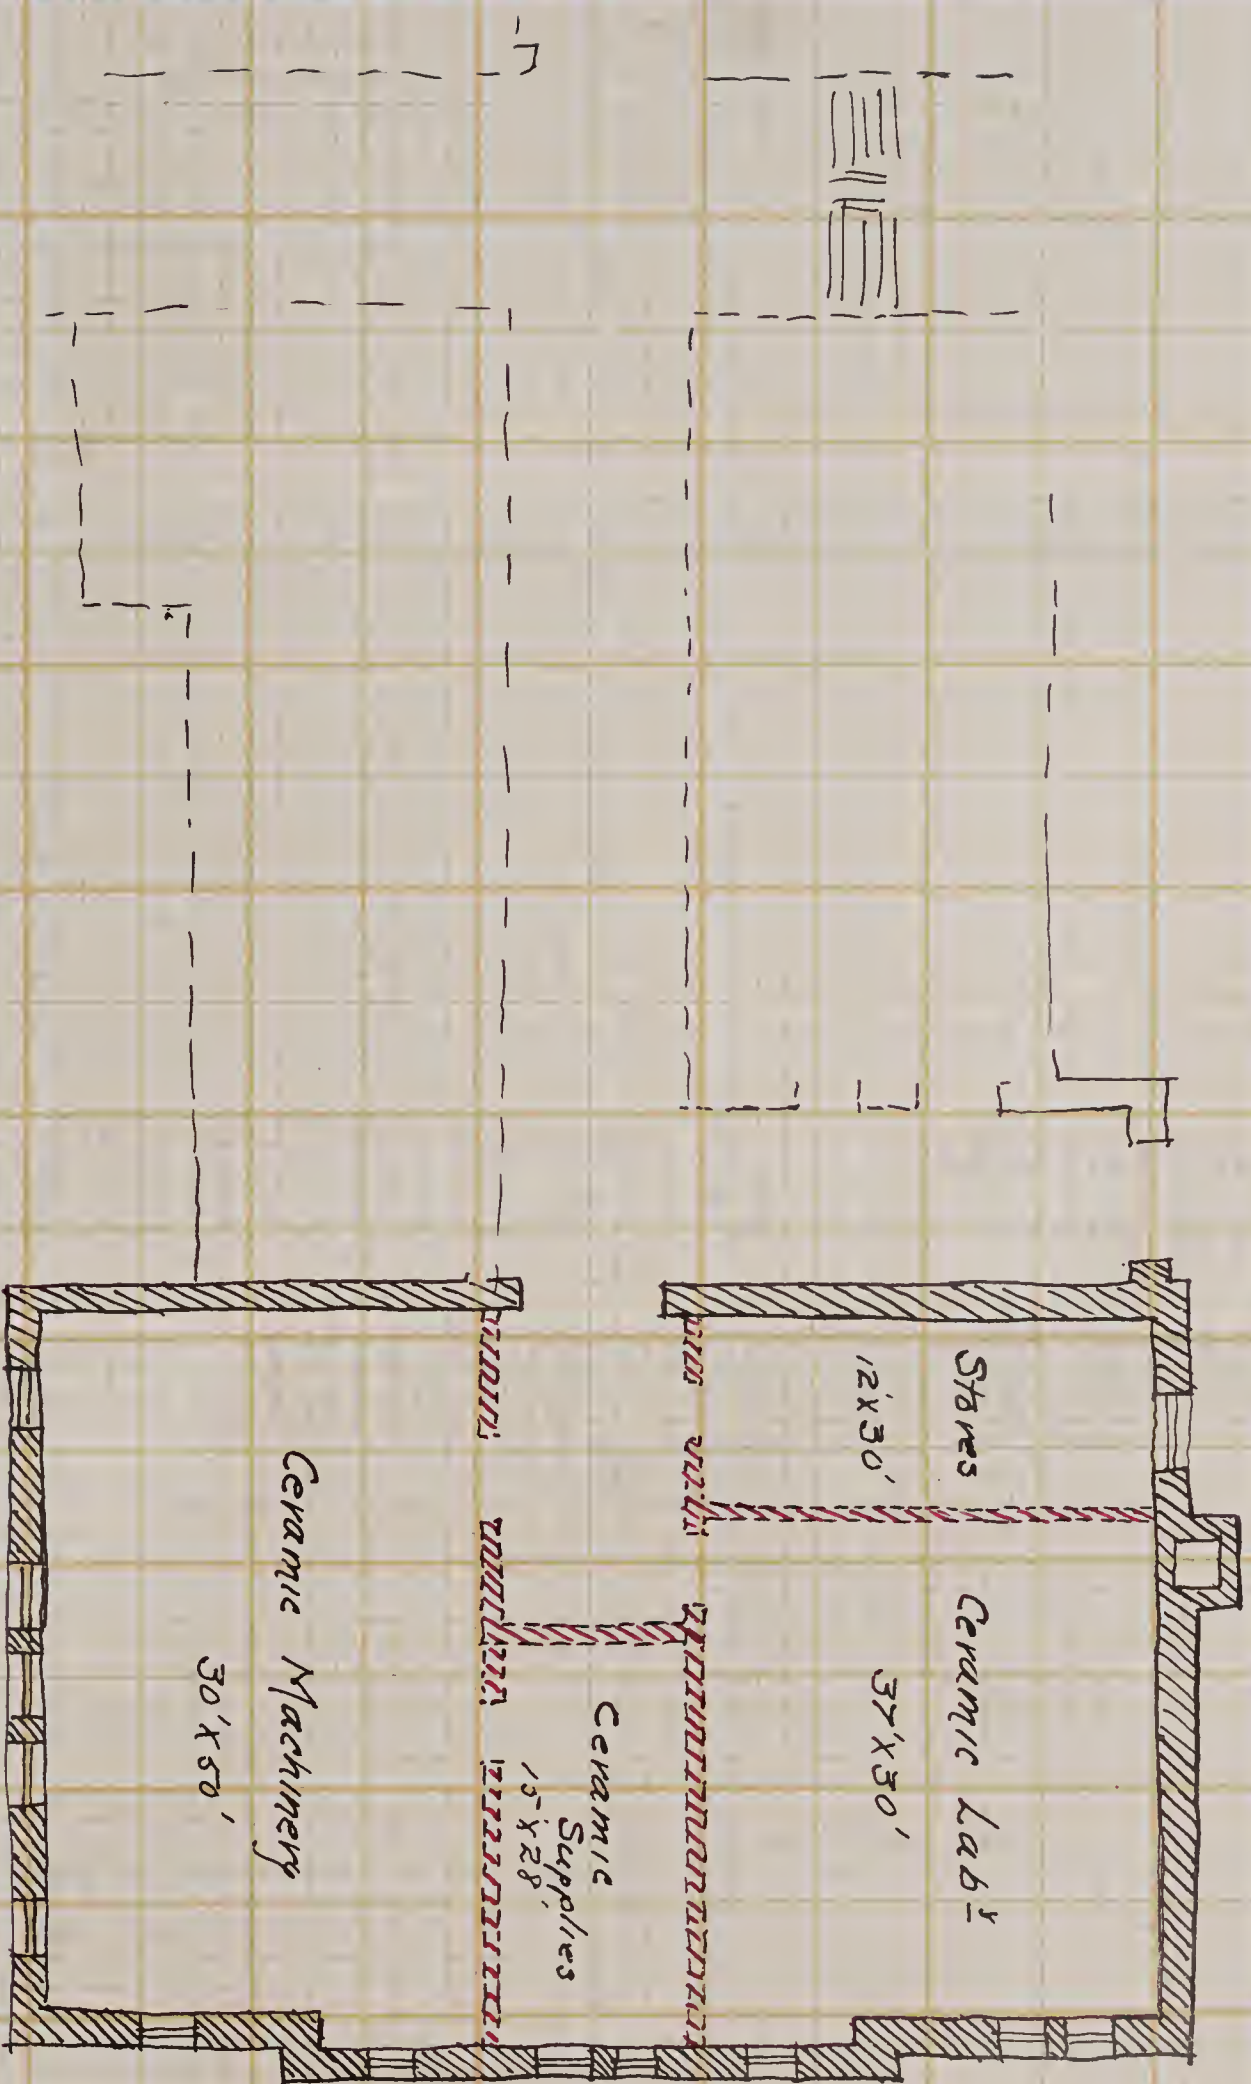 Stores
12'x30'
Ceramic Lab^y
37'x30'
Ceramic
Supplies
15'x28'
Ceramic Machinery
30'x50'